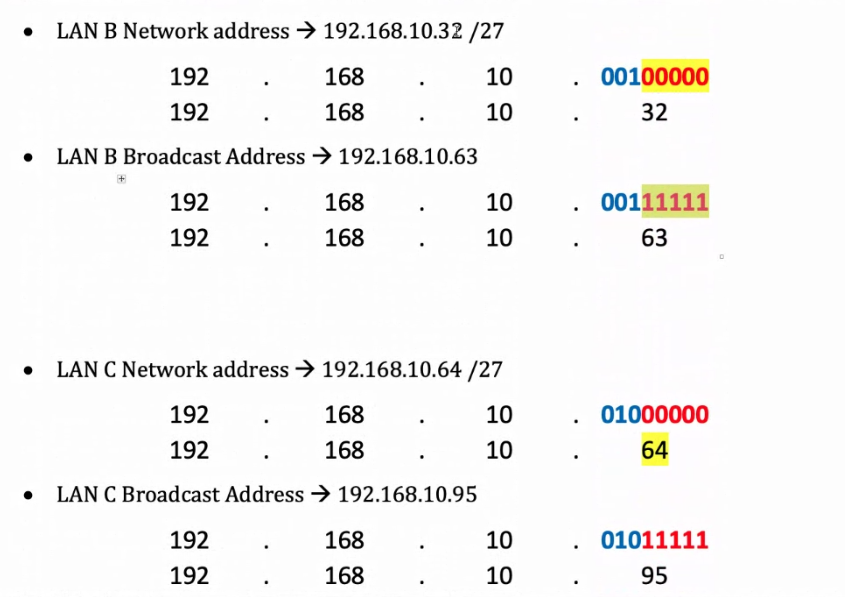 • LAN B Network address → 192.168.10.32 /27
192 . 168 . 10 . 00100000
192 . 168 . 10 . 32
• LAN B Broadcast Address → 192.168.10.63
192 . 168 . 10 . 00111111
192 . 168 . 10 . 63
• LAN C Network address → 192.168.10.64 /27
192 . 168 . 10 . 01000000
192 . 168 . 10 . 64
• LAN C Broadcast Address → 192.168.10.95
192 . 168 . 10 . 01011111
192 . 168 . 10 . 95